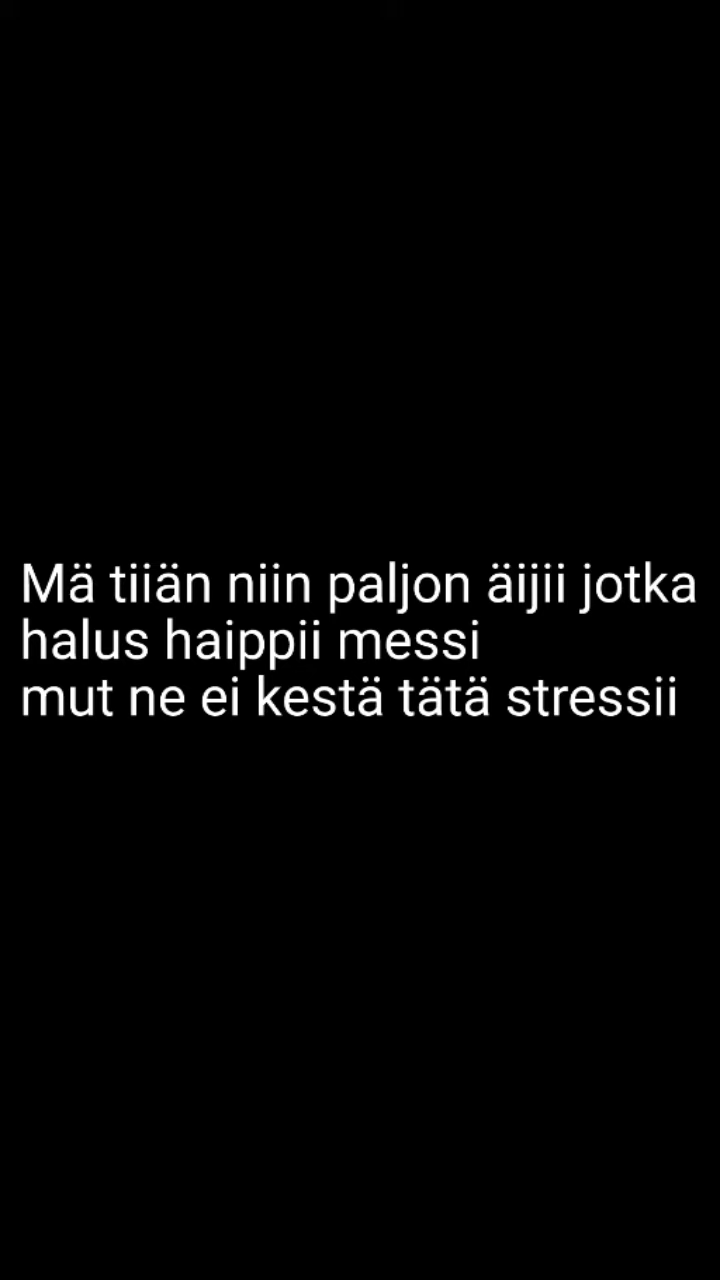 Mä tiiän niin paljon äijii jotka
halus haippii messi
mut ne ei kestä tätä stressii